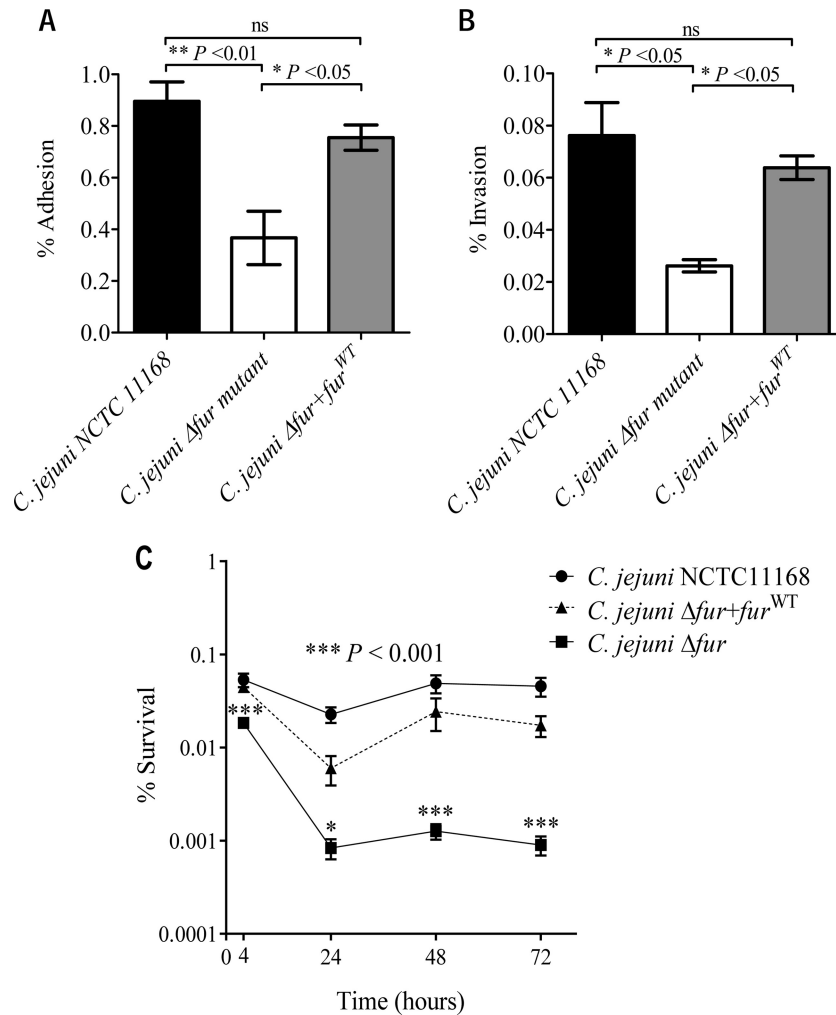 A
ns
** P <0.01
* P <0.05
1.0
0.8
0.6
0.4
0.2
0.0
% Adhesion
C. jejuni NCTC 11168
C. jejuni Δfur mutant
C. jejuni Δfur+fur^WT
B
ns
* P <0.05
* P <0.05
0.10
0.08
0.06
0.04
0.02
0.00
% Invasion
C. jejuni NCTC 11168
C. jejuni Δfur mutant
C. jejuni Δfur+fur^WT
C
1
0.1
0.01
0.001
0.0001
% Survival
*** P < 0.001
***
*
***
***
0 4 24 48 72
Time (hours)
C. jejuni NCTC11168
C. jejuni Δfur+fur^WT
C. jejuni Δfur